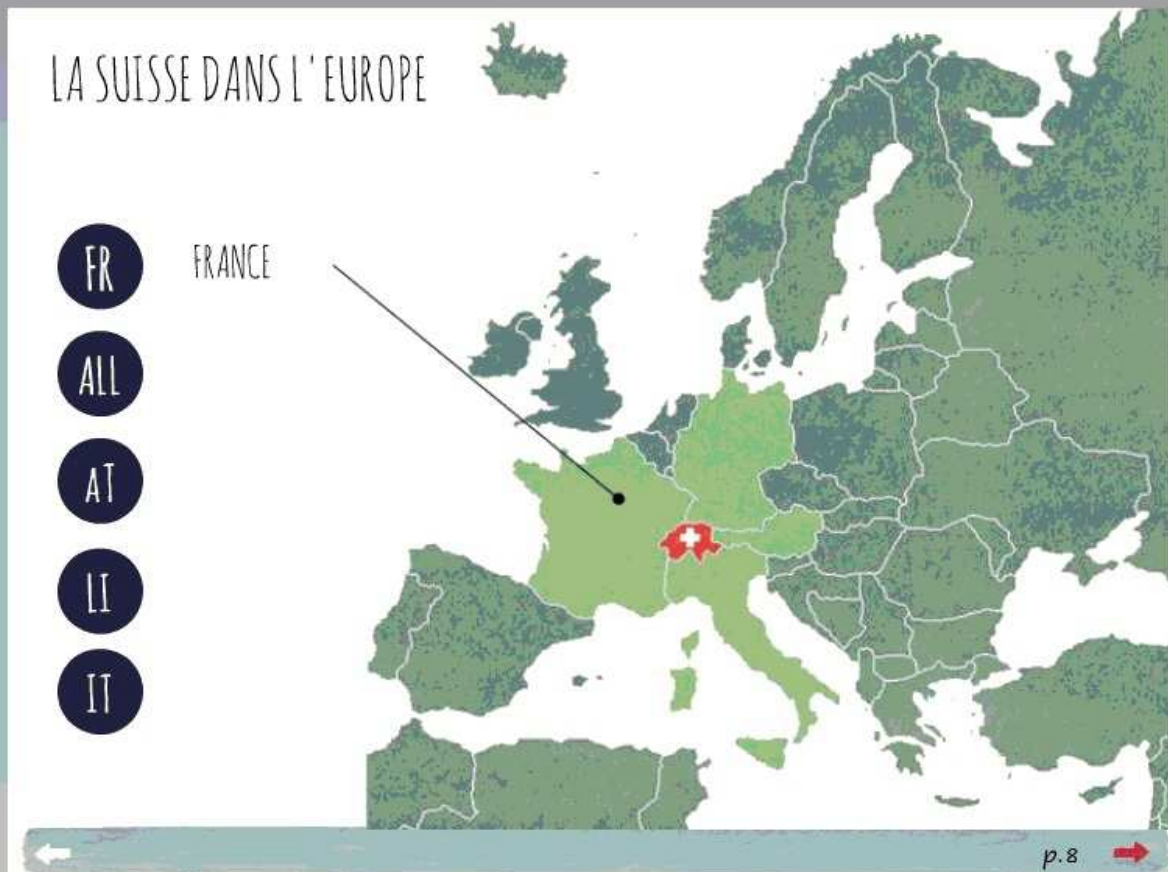 LA SUISSE DANS L'EUROPE
FR
FRANCE
ALL
AT
LI
IT
p.8